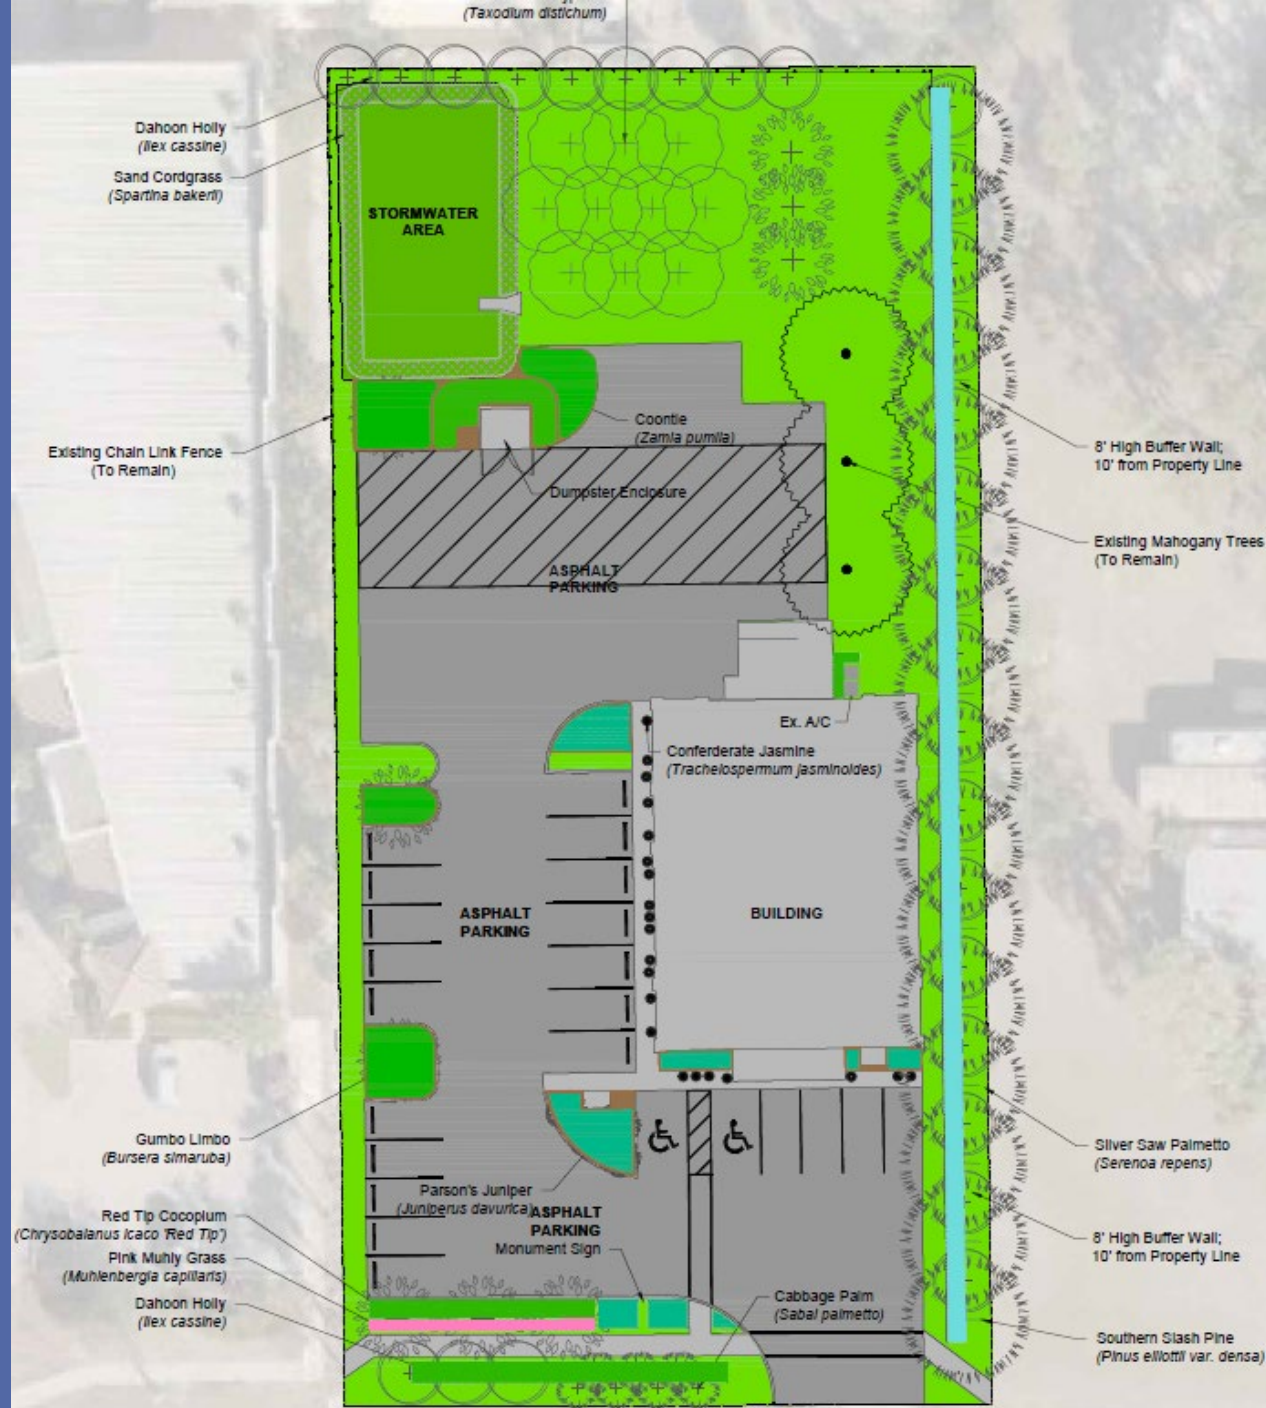 (Taxodium distichum)
Dahoon Holly
(Ilex cassine)
Sand Cordgrass
(Spartina bakerii)
STORMWATER
AREA
Coontie
(Zamia pumila)
Existing Chain Link Fence
(To Remain)
8' High Buffer Wall;
10' from Property Line
Dumpster Enclosure
Existing Mahogany Trees
(To Remain)
ASPHALT
PARKING
Ex. A/C
Conferderate Jasmine
(Trachelospermum jasminoides)
ASPHALT
PARKING
BUILDING
Gumbo Limbo
(Bursera simaruba)
Silver Saw Palmetto
(Serenoa repens)
Parson's Juniper
(Juniperus davurica)
Red Tip Cocoplum
(Chrysobalanus icaco 'Red Tip')
ASPHALT
PARKING
Monument Sign
8' High Buffer Wall;
10' from Property Line
Pink Muhly Grass
(Muhlenbergia capillaris)
Dahoon Holly
(Ilex cassine)
Cabbage Palm
(Sabal palmetto)
Southern Slash Pine
(Pinus elliottii var. densa)